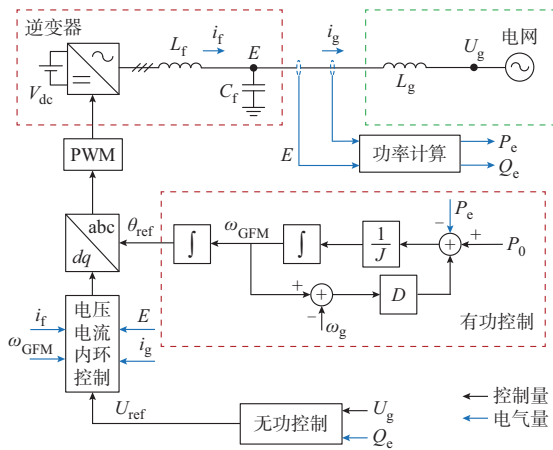 逆变器
L_f
i_f
E
i_g
电网
U_g
V_dc
C_f
L_g
PWM
E
功率计算
P_e
Q_e
abc
dq
θ_ref
∫
ω_GFM
∫
1/J
P_e
−
+
+
P_0
+
+
−
D
ω_g
有功控制
i_f
ω_GFM
电压
电流
内环
控制
E
i_g
U_ref
无功控制
U_g
Q_e
控制量
电气量